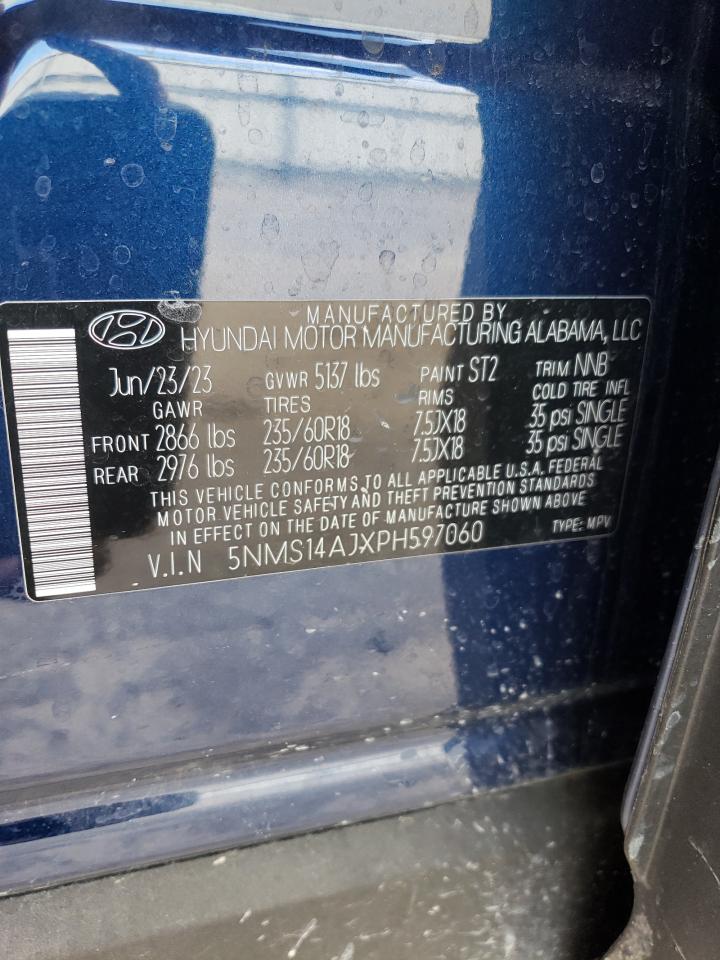 MANUFACTURED BY
HYUNDAI MOTOR MANUFACTURING ALABAMA, LLC
Jun/23/23 GVWR 5137 lbs PAINT ST2 TRIM NNB
GAWR TIRES RIMS COLD TIRE INFL
FRONT 2866 lbs 235/60R18 7.5JX18 35 psi SINGLE
REAR 2976 lbs 235/60R18 7.5JX18 35 psi SINGLE
THIS VEHICLE CONFORMS TO ALL APPLICABLE U.S.A. FEDERAL
MOTOR VEHICLE SAFETY AND THEFT PREVENTION STANDARDS
IN EFFECT ON THE DATE OF MANUFACTURE SHOWN ABOVE
V.I.N 5NMS14AJXPH597060 TYPE: MPV